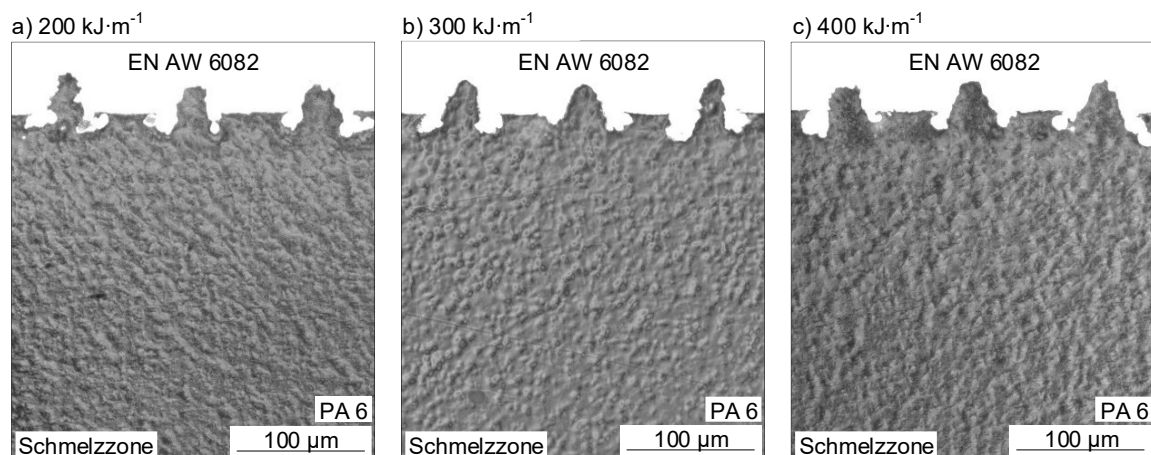 a) 200 kJ·m⁻¹
EN AW 6082
PA 6
Schmelzzone
100 µm
b) 300 kJ·m⁻¹
EN AW 6082
PA 6
Schmelzzone
100 µm
c) 400 kJ·m⁻¹
EN AW 6082
PA 6
Schmelzzone
100 µm